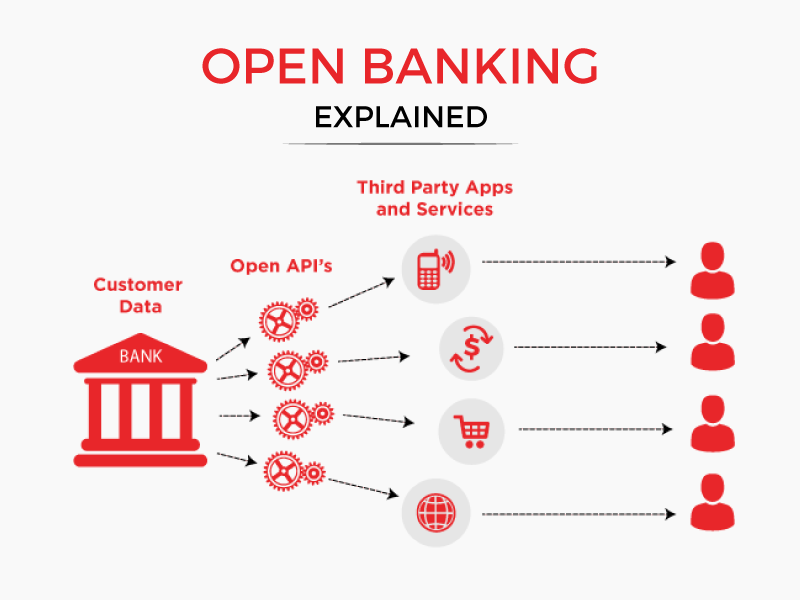 OPEN BANKING
EXPLAINED
Third Party Apps
and Services
Open API's
Customer
Data
BANK
$